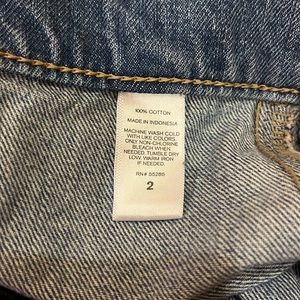 100% COTTON
MADE IN INDONESIA
MACHINE WASH COLD
WITH LIKE COLORS.
ONLY NON-CHLORINE
BLEACH WHEN
NEEDED. TUMBLE DRY
LOW. WARM IRON
IF NEEDED.
RN# 55285
2